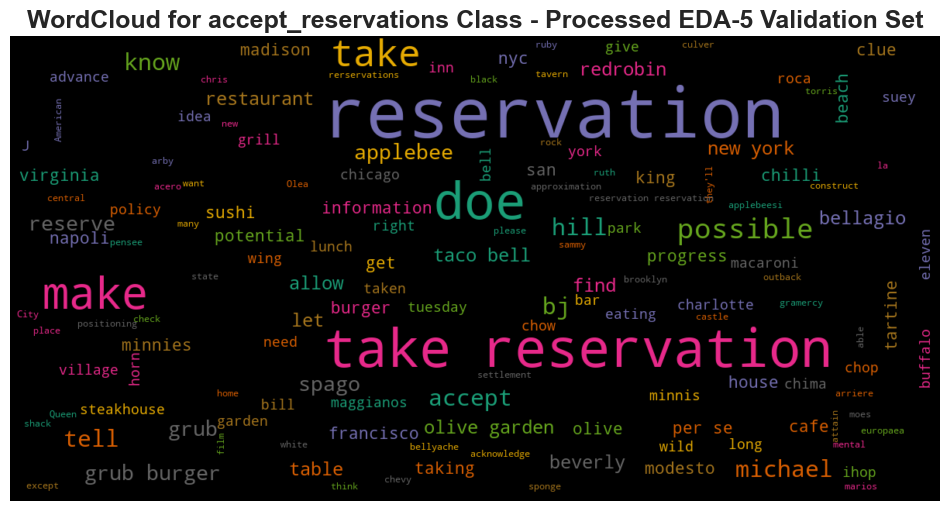 WordCloud for accept_reservations Class - Processed EDA-5 Validation Set
madison take ruby give culver clue
know rerservations inn nyc tavern redrobin
advance chris black roca torris beach suey
American restaurant reservation
idea new
J grill applebee rock york new york la
arby bell
virginia acero want Olea chicago san ruth king they'll chilli construct
central approximation reservation reservation applebeesi
policy sushi information doe bellagio
reserve many right please hill park possible
napoli pensee potential lunch sammy eleven
wing get taco bell progress macaroni
state allow taken find brooklyn outback
make burger tuesday bj bar eating charlotte gramercy tartine
City positioning check let chow castle
place minnies need take reservation able buffalo
village horn settlement chop
spago house chima
home accept minnis arriere
steakhouse bill maggianos
Queen garden olive garden olive per se cafe attain moes
shack grub francisco europaea
tell film white bellyache acknowledge wild long mental
grub burger table taking beverly modesto michael ihop
except think chevy sponge marios